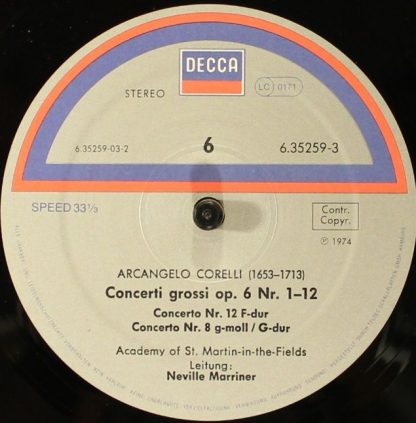 DECCA
STEREO
LC 0171
6.35259-03-2
6
6.35259-3
SPEED 33⅓
Contr.
Copyr.
℗ 1974
ARCANGELO CORELLI (1653–1713)
Concerti grossi op. 6 Nr. 1–12
Concerto Nr. 12 F-dur
Concerto Nr. 8 g-moll / G-dur
Academy of St. Martin-in-the-Fields
Leitung:
Neville Marriner